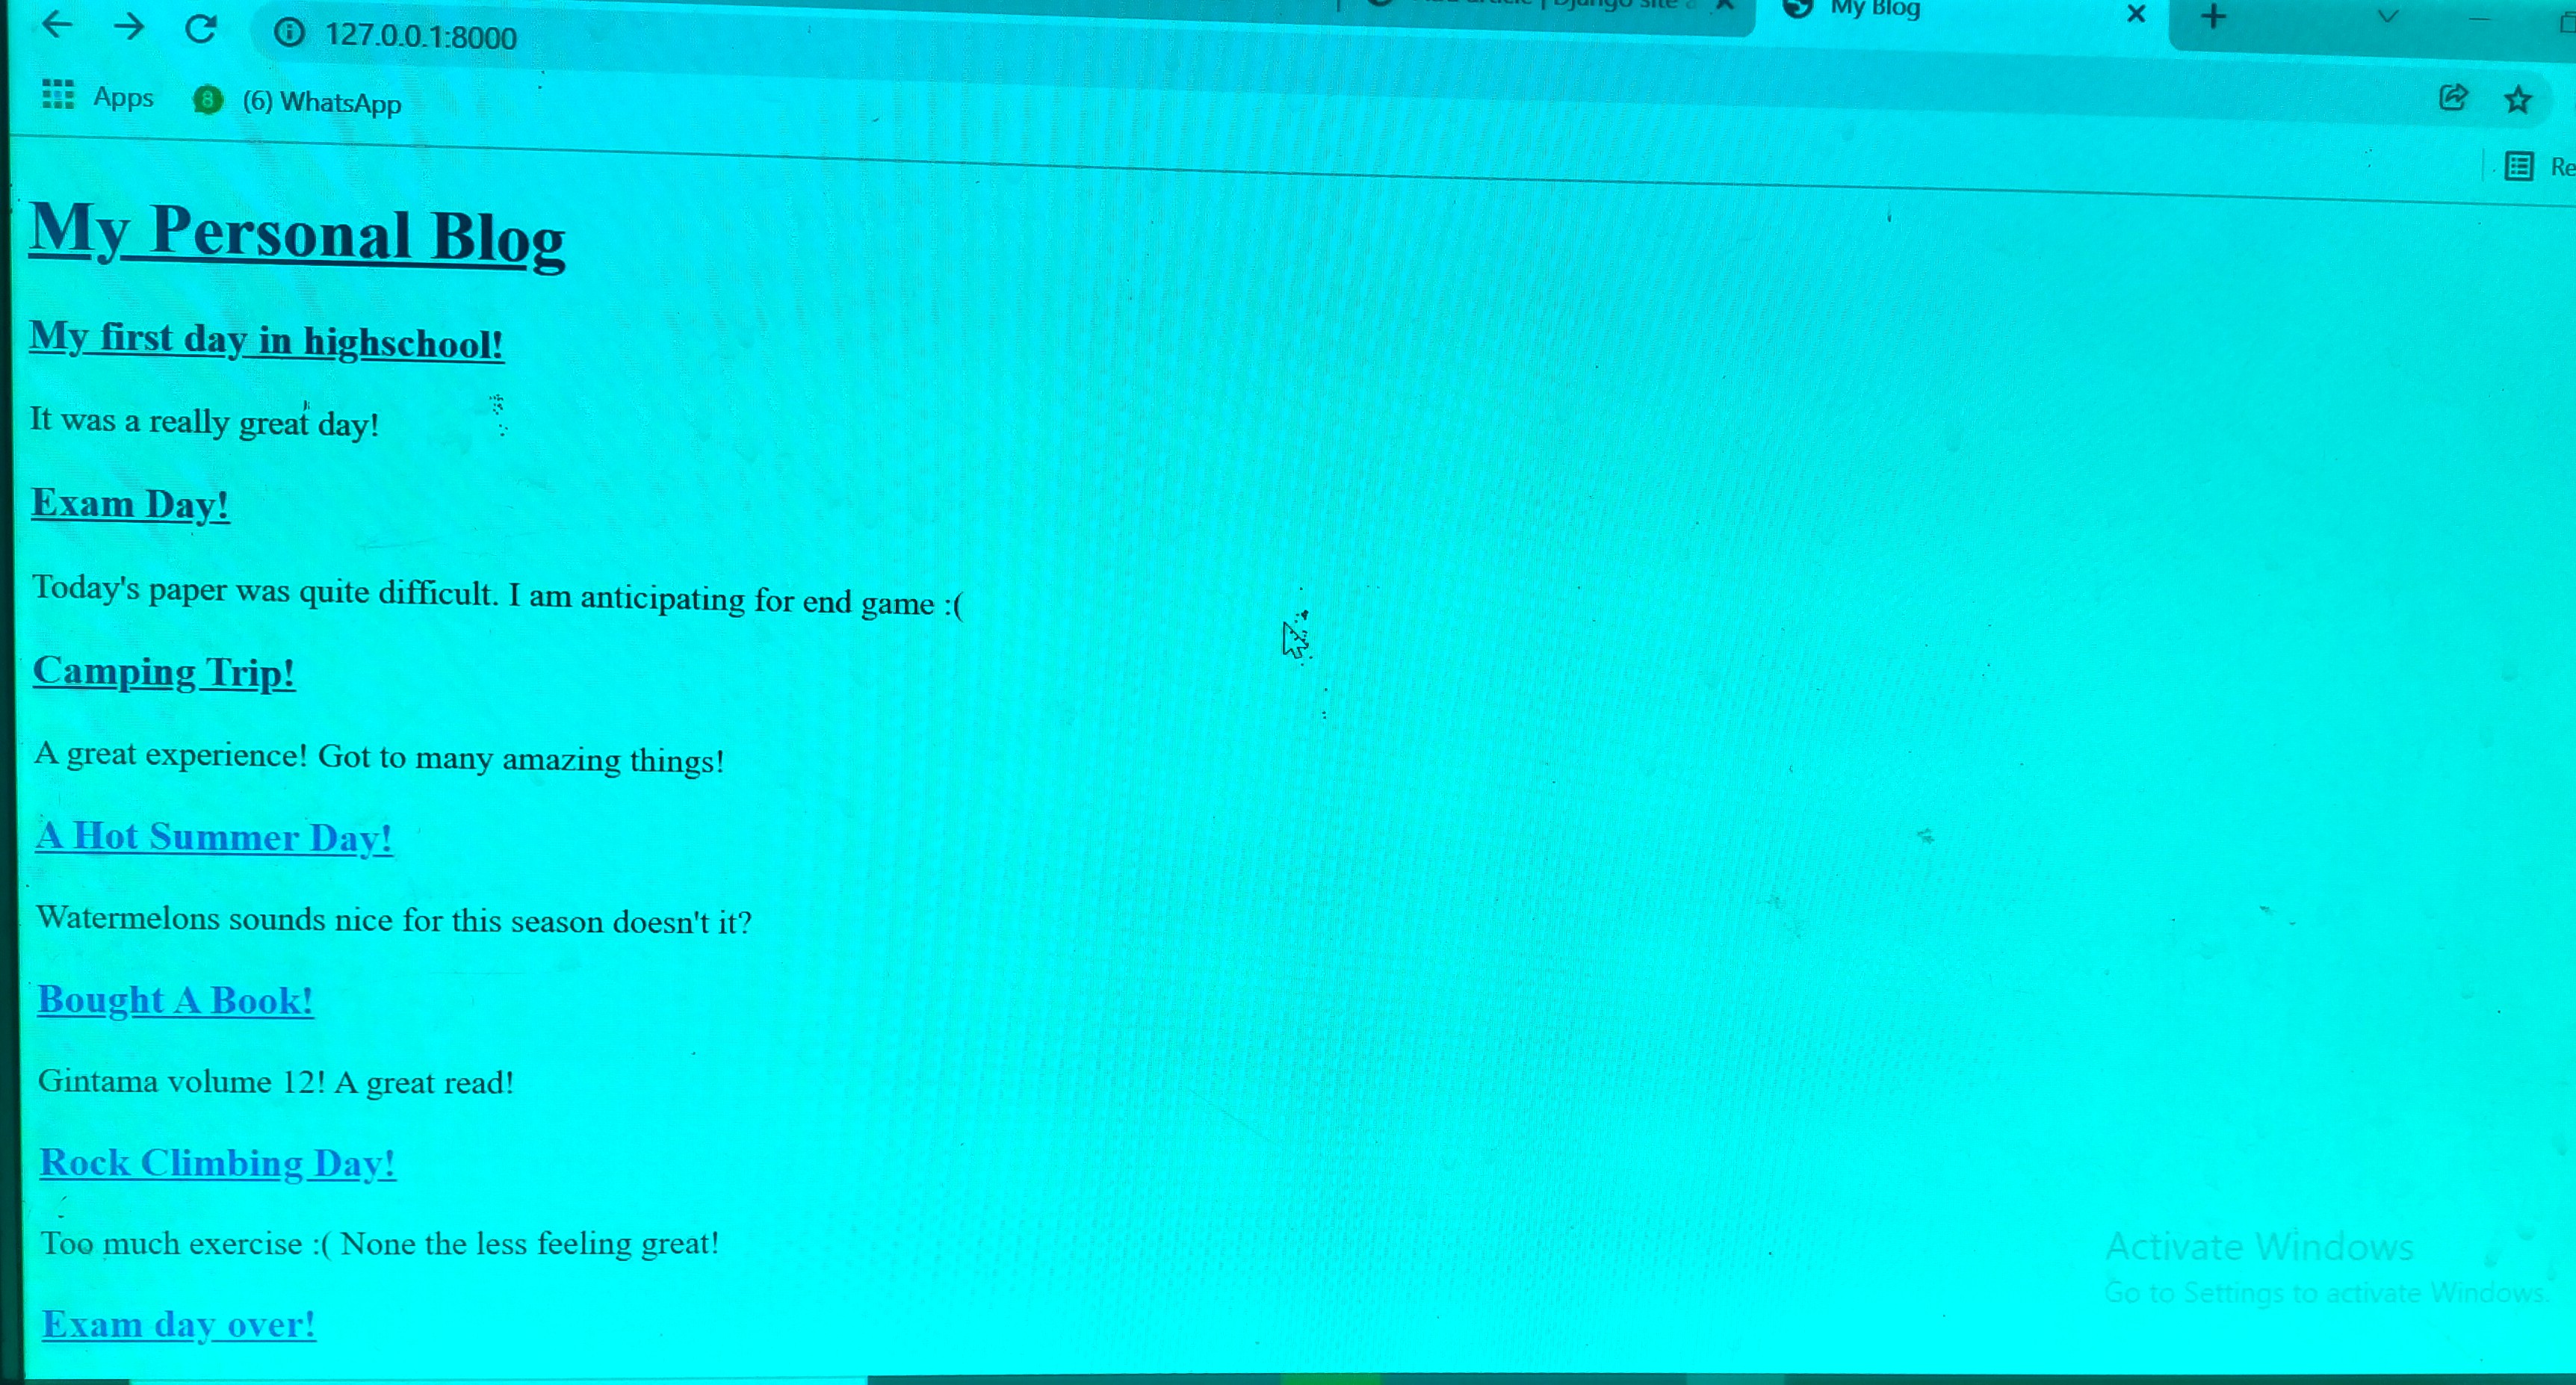 Django site
My Blog
127.0.0.1:8000
Apps
(6) WhatsApp
My Personal Blog
My first day in highschool!
It was a really great day!
Exam Day!
Today's paper was quite difficult. I am anticipating for end game :(
Camping Trip!
A great experience! Got to many amazing things!
A Hot Summer Day!
Watermelons sounds nice for this season doesn't it?
Bought A Book!
Gintama volume 12! A great read!
Rock Climbing Day!
Too much exercise :( None the less feeling great!
Exam day over!
Activate Windows
Go to Settings to activate Windows.